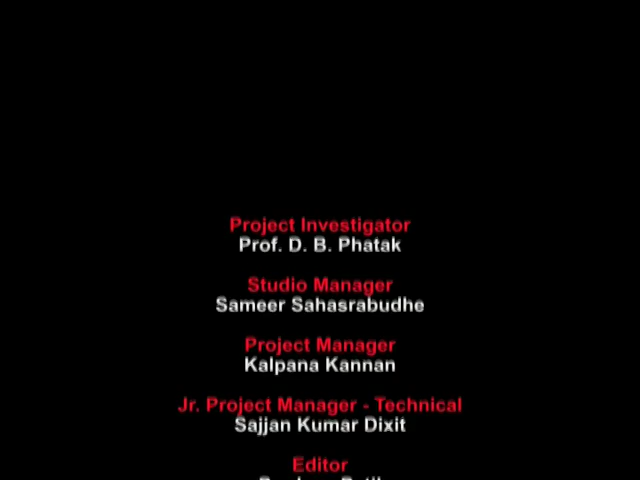 Project Investigator
Prof. D. B. Phatak
Studio Manager
Sameer Sahasrabudhe
Project Manager
Kalpana Kannan
Jr. Project Manager - Technical
Sajjan Kumar Dixit
Editor